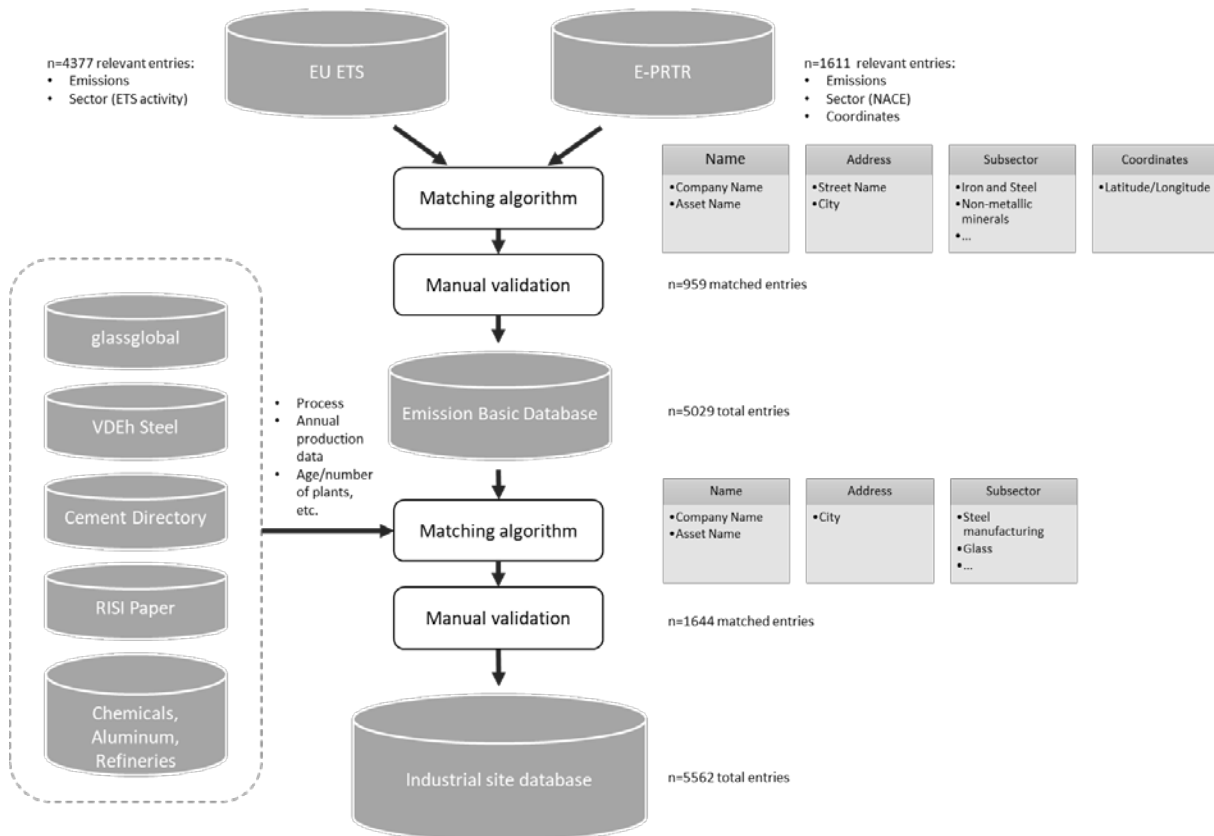 EU ETS
E-PRTR
n=4377 relevant entries:
• Emissions
• Sector (ETS activity)
n=1611 relevant entries:
• Emissions
• Sector (NACE)
• Coordinates
Matching algorithm
Name
•Company Name
•Asset Name
Address
•Street Name
•City
Subsector
•Iron and Steel
•Non-metallic
minerals
•...
Coordinates
•Latitude/Longitude
Manual validation
n=959 matched entries
Emission Basic Database
n=5029 total entries
glassglobal
VDEh Steel
Cement Directory
RISI Paper
Chemicals,
Aluminum,
Refineries
• Process
• Annual
production
data
• Age/number
of plants,
etc.
Matching algorithm
Name
•Company Name
•Asset Name
Address
•City
Subsector
•Steel
manufacturing
•Glass
•...
Manual validation
n=1644 matched entries
Industrial site database
n=5562 total entries